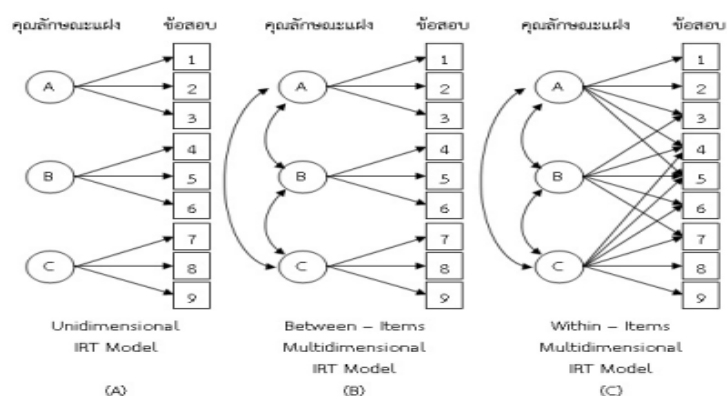 คุณลักษณะแฝง ข้อสอบ คุณลักษณะแฝง ข้อสอบ คุณลักษณะแฝง ข้อสอบ
1 1 1
A 2 A 2 A 2
3 3 3
4 4 4
B 5 B 5 B 5
6 6 6
7 7 7
C 8 C 8 C 8
9 9 9
Unidimensional Between – Items Within – Items
IRT Model Multidimensional Multidimensional
IRT Model IRT Model
(A) (B) (C)